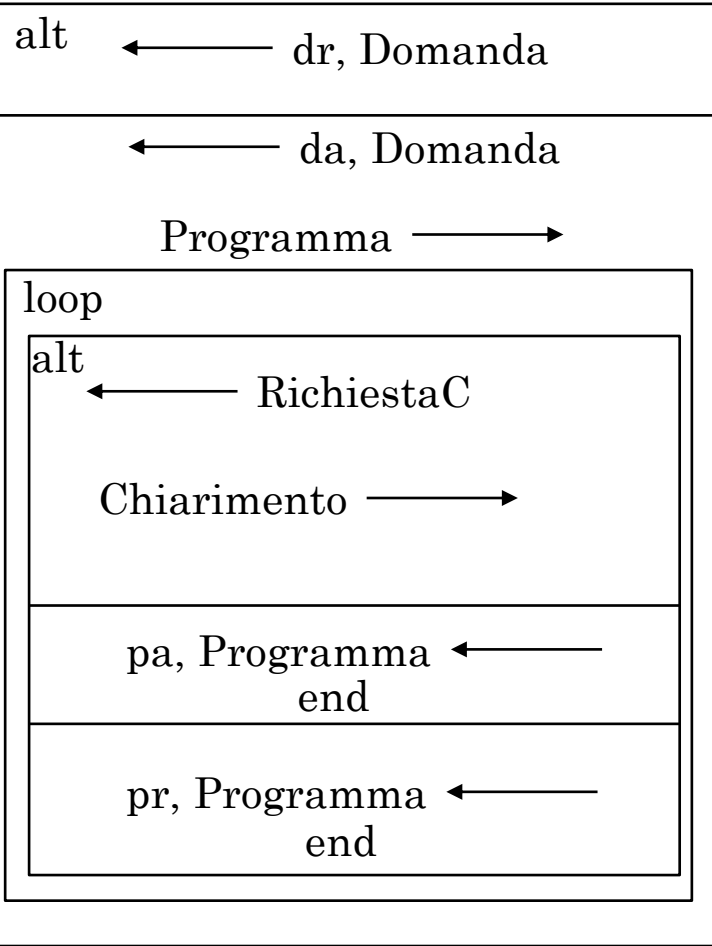 alt
dr, Domanda
da, Domanda
Programma
loop
alt
RichiestaC
Chiarimento
pa, Programma
end
pr, Programma
end